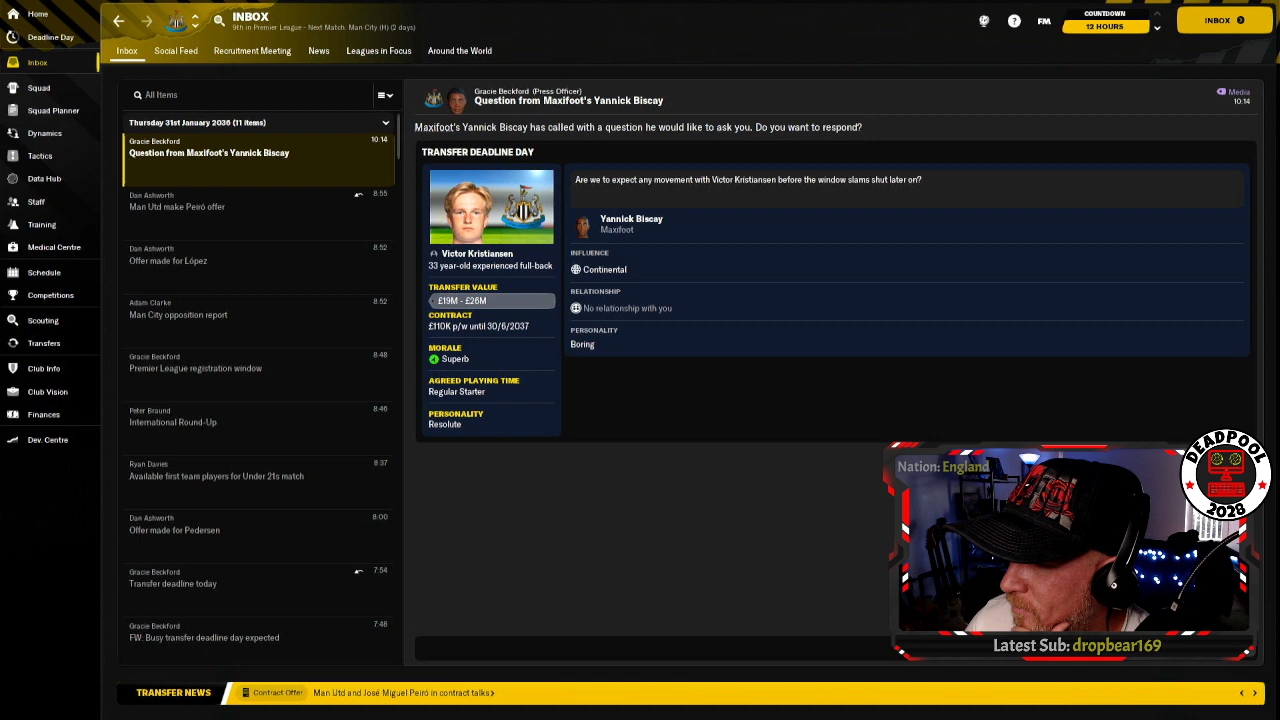 Home
Deadline Day
Inbox
Squad
Squad Planner
Dynamics
Tactics
Data Hub
Staff
Training
Medical Centre
Schedule
Competitions
Scouting
Transfers
Club Info
Club Vision
Finances
Dev. Centre
INBOX
9th in Premier League - Next Match: Man City (H) (2 days)
FM
COUNTDOWN
12 HOURS
INBOX
Inbox
Social Feed
Recruitment Meeting
News
Leagues in Focus
Around the World
All Items
Thursday 31st January 2036 (11 items)
Gracie Beckford 10:14
Question from Maxifoot's Yannick Biscay
Dan Ashworth 8:55
Man Utd make Peiró offer
Dan Ashworth 8:52
Offer made for López
Adam Clarke 8:52
Man City opposition report
Gracie Beckford 8:48
Premier League registration window
Peter Braund 8:46
International Round-Up
Ryan Davies 8:37
Available first team players for Under 21s match
Dan Ashworth 8:00
Offer made for Pedersen
Gracie Beckford 7:54
Transfer deadline today
Gracie Beckford 7:48
FW: Busy transfer deadline day expected
Gracie Beckford (Press Officer)
Question from Maxifoot's Yannick Biscay
Media
10:14
Maxifoot's Yannick Biscay has called with a question he would like to ask you. Do you want to respond?
TRANSFER DEADLINE DAY
Victor Kristiansen
33 year-old experienced full-back
TRANSFER VALUE
£19M - £26M
CONTRACT
£110K p/w until 30/6/2037
MORALE
Superb
AGREED PLAYING TIME
Regular Starter
PERSONALITY
Resolute
Are we to expect any movement with Victor Kristiansen before the window slams shut later on?
Yannick Biscay
Maxifoot
INFLUENCE
Continental
RELATIONSHIP
No relationship with you
PERSONALITY
Boring
Nation: England
DEADPOOL
2028
Latest Sub: dropbear169
TRANSFER NEWS
Contract Offer
Man Utd and José Miguel Peiró in contract talks